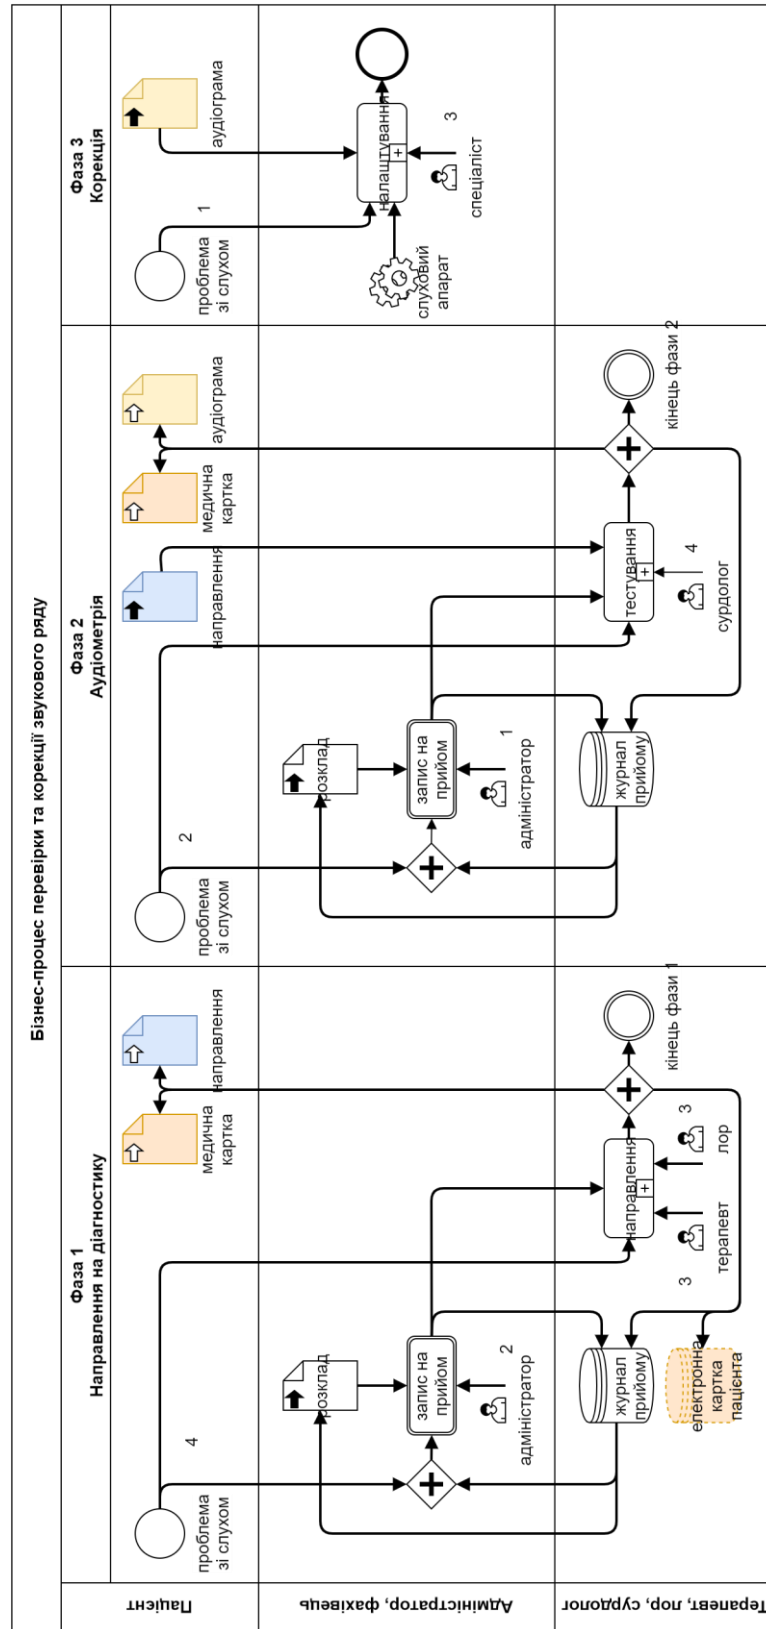 Бізнес-процес перевірки та корекції звукового ряду
Фаза 1
Направлення на діагностику
Фаза 2
Аудіометрія
Фаза 3
Корекція
Пацієнт
проблема
зі слухом
4
медична
картка
направлення
проблема
зі слухом
2
направлення
медична
картка
аудіограма
проблема
зі слухом
1
аудіограма
Адміністратор, фахівець
розклад
запис на
прийом
2
адміністратор
розклад
запис на
прийом
1
адміністратор
слуховий
апарат
налаштування
3
спеціаліст
Терапевт, лор, сурдолог
журнал
прийому
електронна
картка
пацієнта
3
терапевт
направлення
3
лор
кінець фази 1
журнал
прийому
тестування
4
сурдолог
кінець фази 2